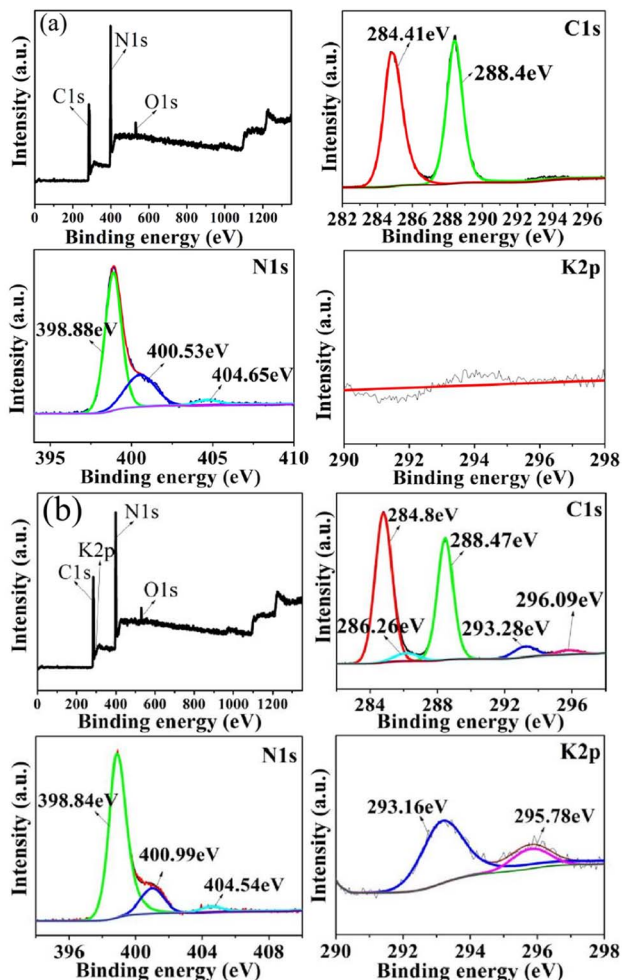 (a)
N1s
C1s
O1s
Intensity (a.u.)
0 200 400 600 800 1000 1200
Binding energy (eV)
C1s
284.41eV
288.4eV
Intensity (a.u.)
282 284 286 288 290 292 294 296
Binding energy (eV)
N1s
398.88eV
400.53eV
404.65eV
Intensity (a.u.)
395 400 405 410
Binding energy (eV)
K2p
Intensity (a.u.)
290 292 294 296 298
Binding energy (eV)
(b)
N1s
K2p
C1s
O1s
Intensity (a.u.)
0 200 400 600 800 1000 1200
Binding energy (eV)
C1s
284.8eV
288.47eV
286.26eV
293.28eV
296.09eV
Intensity (a.u.)
284 288 292 296
Binding energy (eV)
N1s
398.84eV
400.99eV
404.54eV
Intensity (a.u.)
396 400 404 408
Binding energy (eV)
K2p
293.16eV
295.78eV
Intensity (a.u.)
290 292 294 296 298
Binding energy (eV)